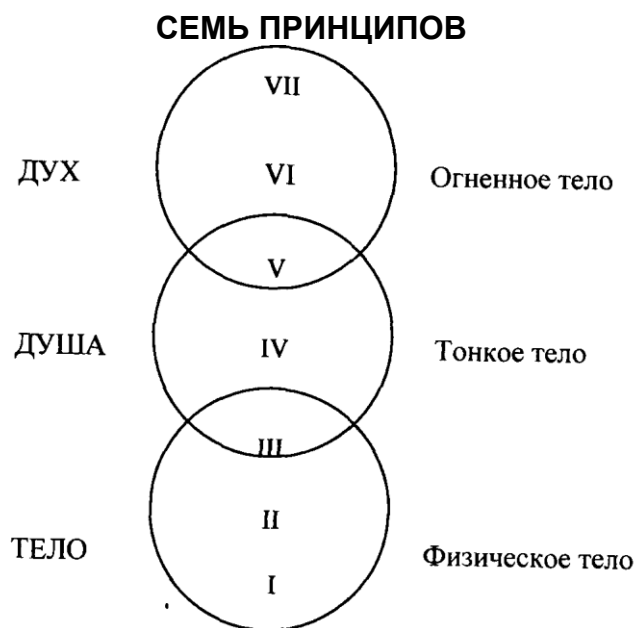 СЕМЬ ПРИНЦИПОВ
VII
ДУХ VI Огненное тело
V
ДУША IV Тонкое тело
III
II
ТЕЛО Физическое тело
I